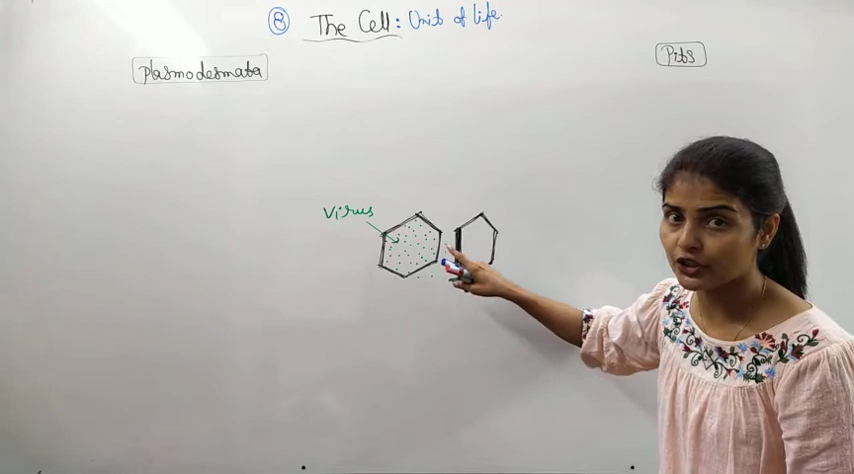 8 The Cell: Unit of life.
plasmodesmata
Pits
Virus